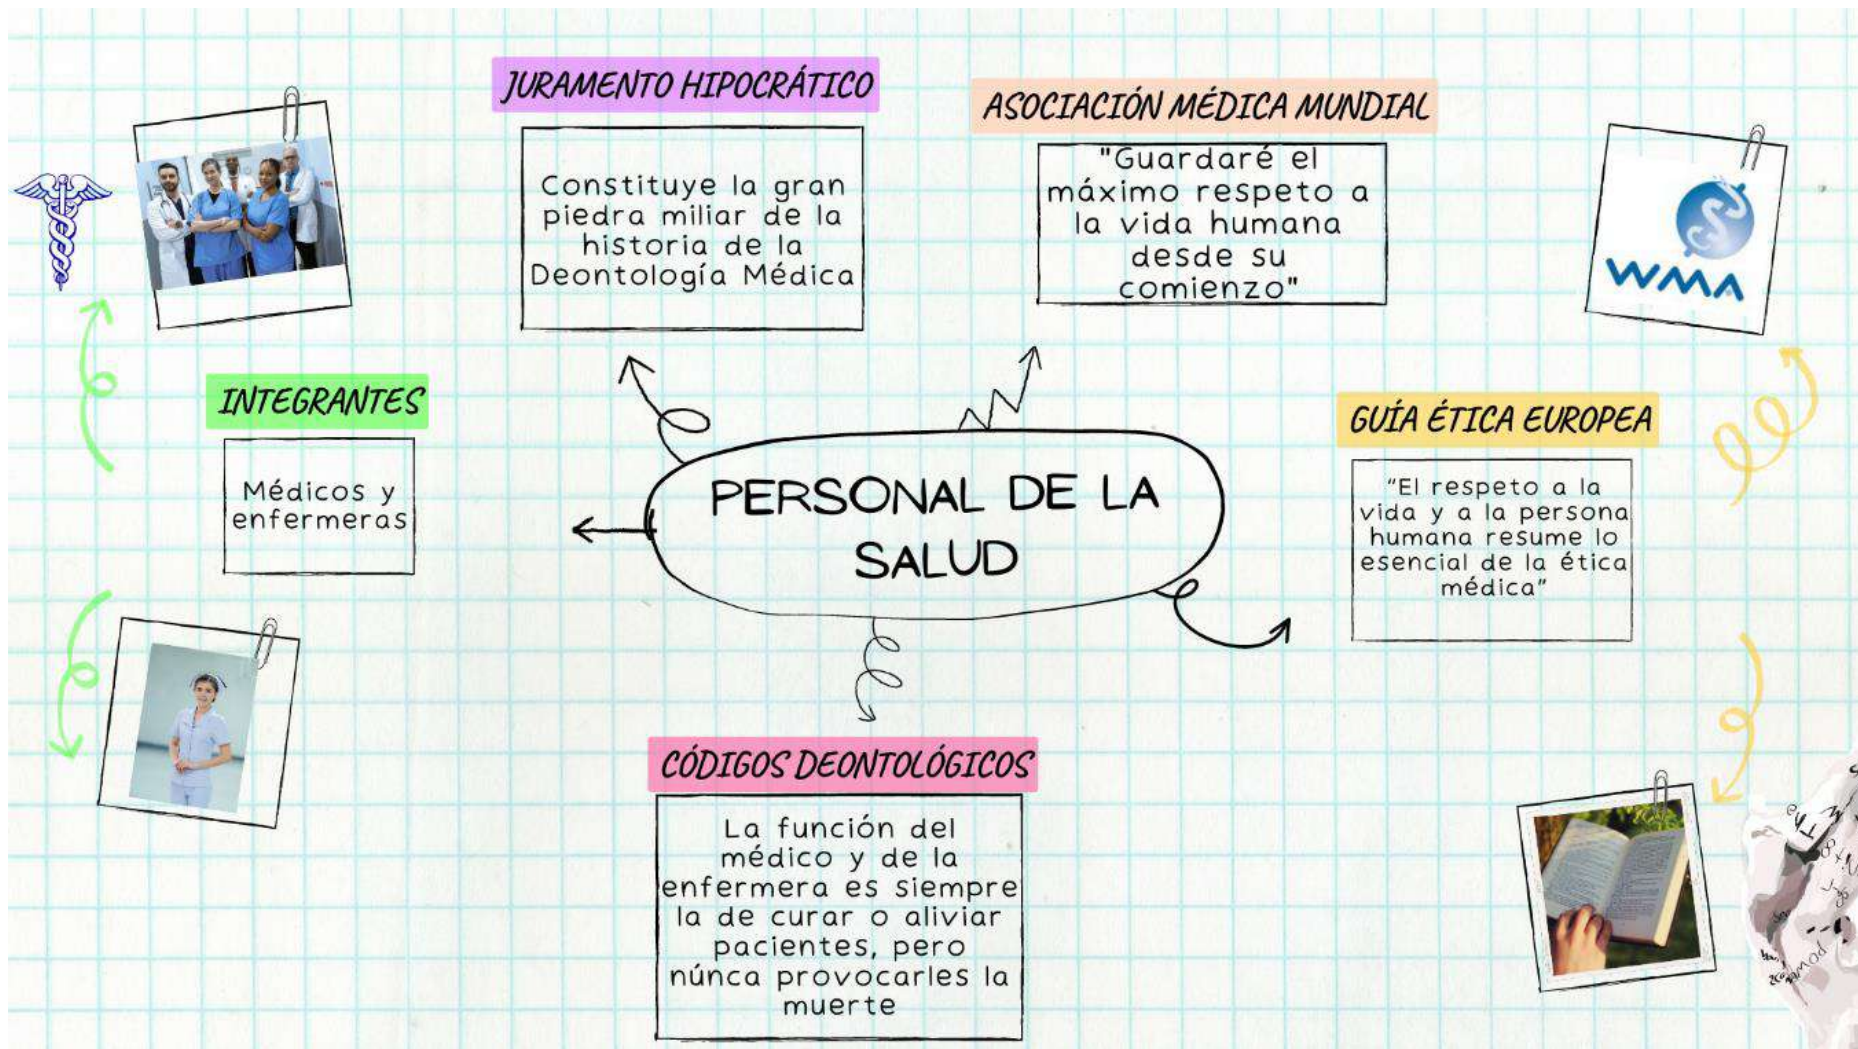 JURAMENTO HIPOCRÁTICO
Constituye la gran
piedra miliar de la
historia de la
Deontología Médica
ASOCIACIÓN MÉDICA MUNDIAL
"Guardaré el
máximo respeto a
la vida humana
desde su
comienzo"
WMA
INTEGRANTES
Médicos y
enfermeras
PERSONAL DE LA
SALUD
GUÍA ÉTICA EUROPEA
“El respeto a la
vida y a la persona
humana resume lo
esencial de la ética
médica”
CÓDIGOS DEONTOLÓGICOS
La función del
médico y de la
enfermera es siempre
la de curar o aliviar
pacientes, pero
núnca provocarles la
muerte